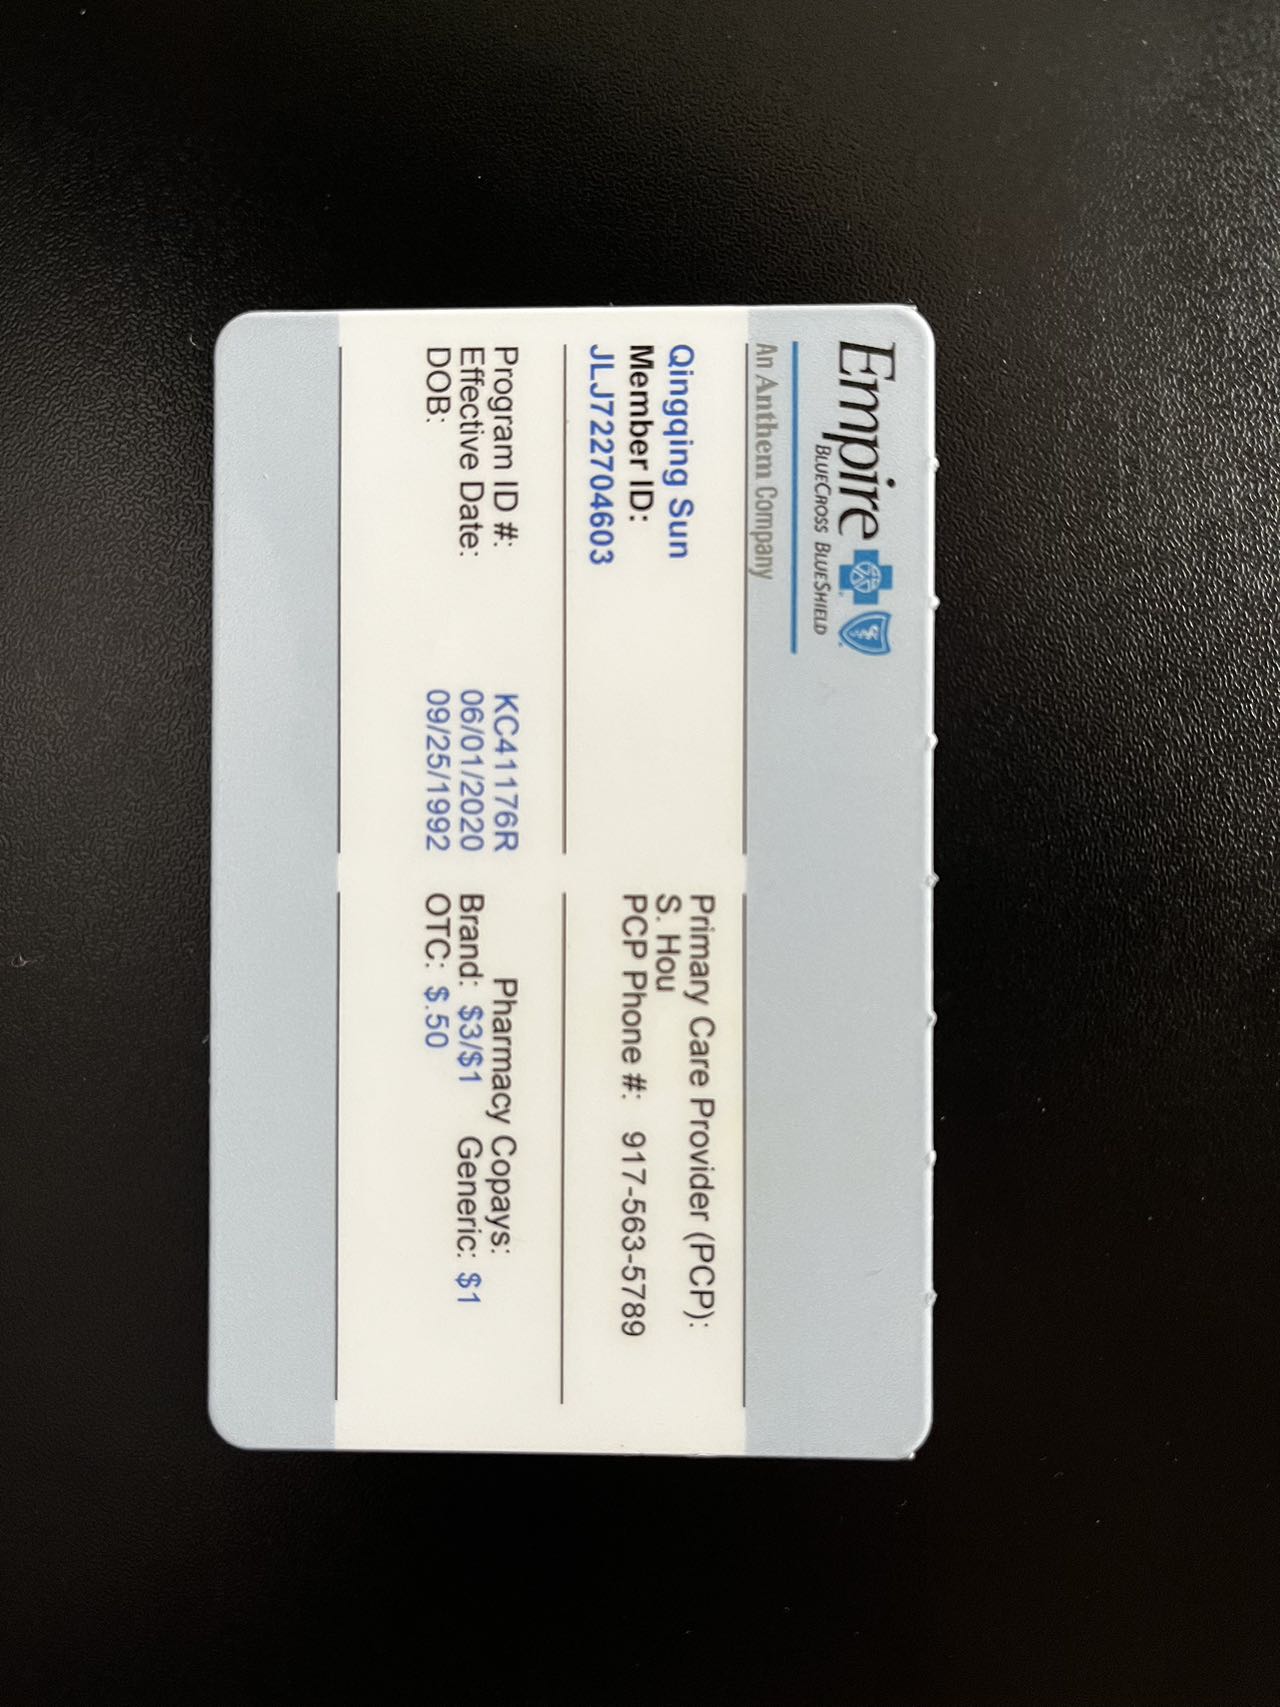 Empire
BLUECROSS BLUESHIELD
An Anthem Company
Qingqing Sun
Member ID:
JLJ722704603
Primary Care Provider (PCP):
S. Hou
PCP Phone #: 917-563-5789
Program ID #: KC41176R
Effective Date: 06/01/2020
DOB: 09/25/1992
Pharmacy Copays:
Brand: $3/$1 Generic: $1
OTC: $.50